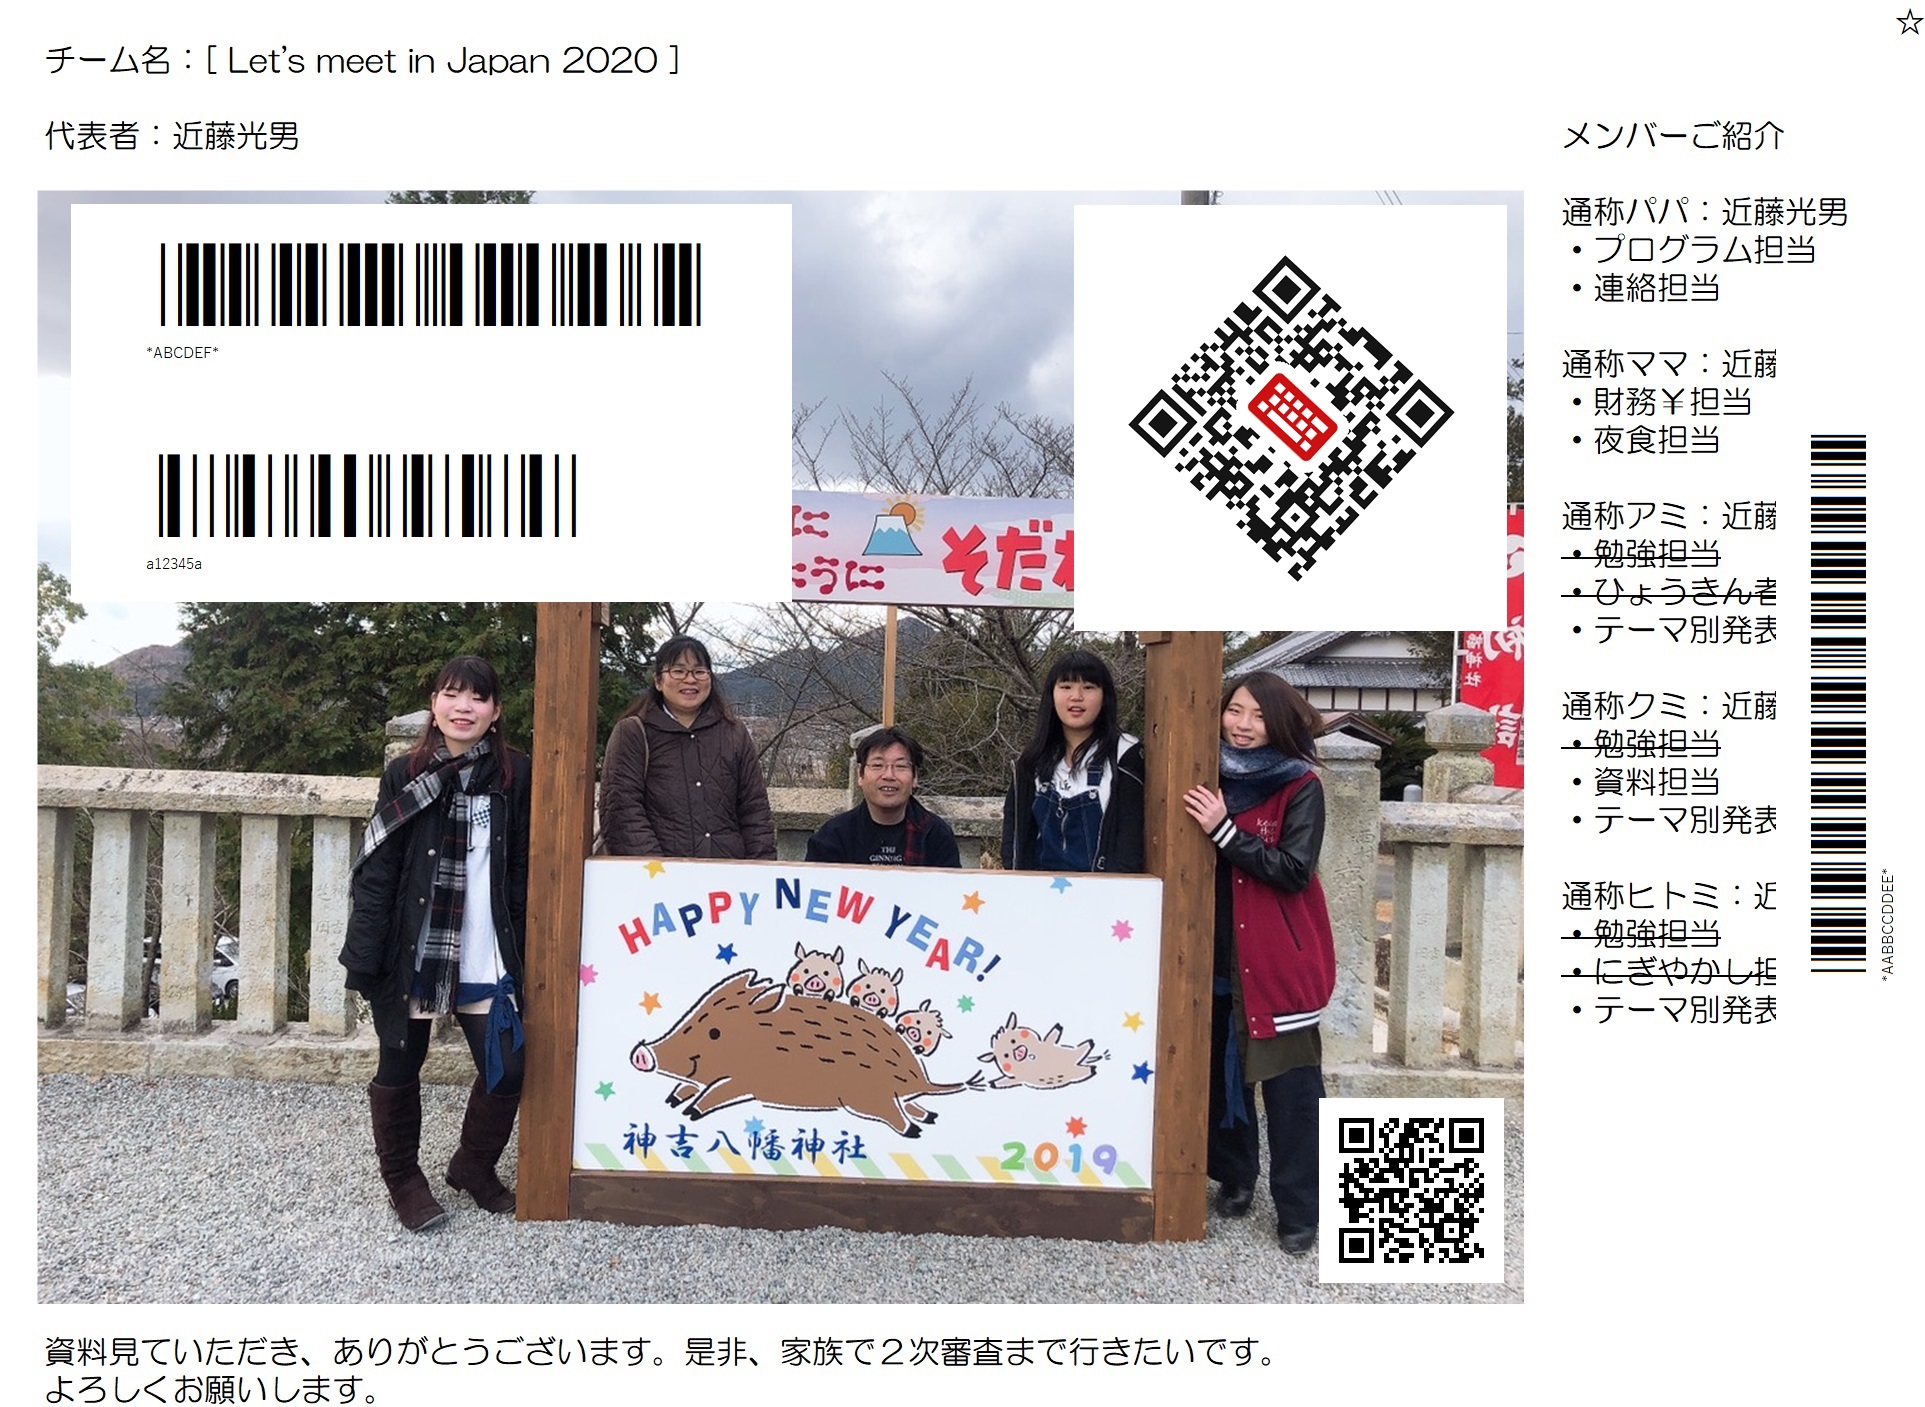 ☆
チーム名：[ Let's meet in Japan 2020 ]
代表者：近藤光男
メンバーご紹介
通称パパ：近藤光男
・プログラム担当
・連絡担当
通称ママ：近藤
・財務￥担当
・夜食担当
通称アミ：近藤
・勉強担当
・ひょうきん者
・テーマ別発表
通称クミ：近藤
・勉強担当
・資料担当
・テーマ別発表
通称ヒトミ：近
・勉強担当
・にぎやかし担
・テーマ別発表
*ABCDEF*
a12345a
*AABBCCDDEE*
うに
そだ
幡神社
THE
HAPPY NEW YEAR!
神吉八幡神社
2019
資料見ていただき、ありがとうございます。是非、家族で２次審査まで行きたいです。
よろしくお願いします。